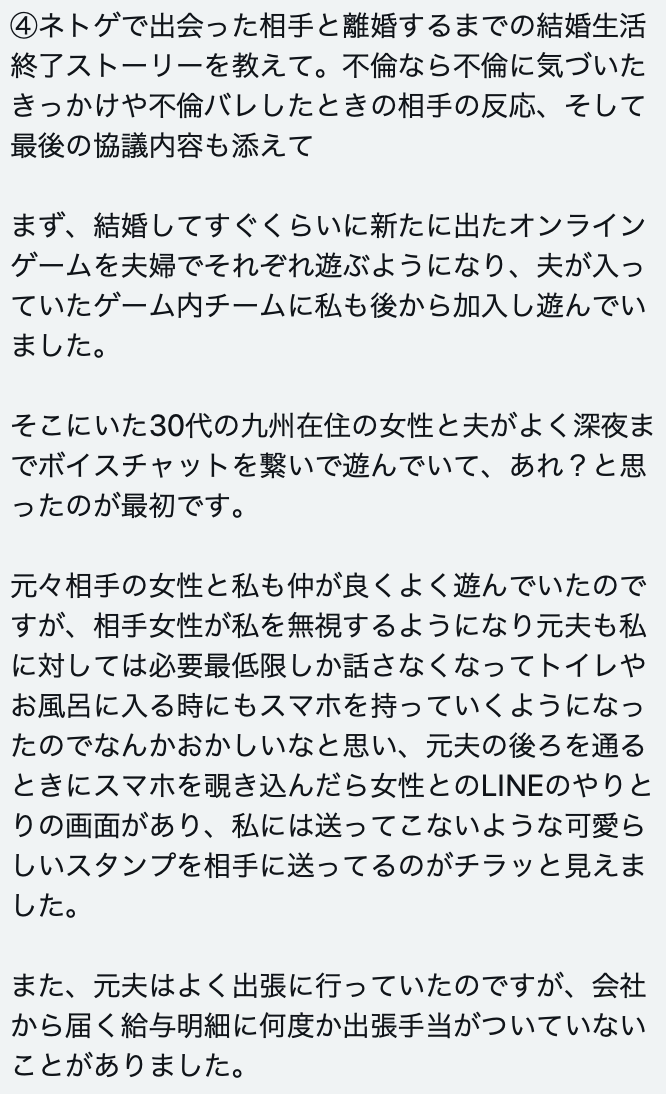 ④ネトゲで出会った相手と離婚するまでの結婚生活
終了ストーリーを教えて。不倫なら不倫に気づいた
きっかけや不倫バレしたときの相手の反応、そして
最後の協議内容も添えて
まず、結婚してすぐくらいに新たに出たオンライン
ゲームを夫婦でそれぞれ遊ぶようになり、夫が入っ
ていたゲーム内チームに私も後から加入し遊んでい
ました。
そこにいた30代の九州在住の女性と夫がよく深夜ま
でボイスチャットを繋いで遊んでいて、あれ？と思
ったのが最初です。
元々相手の女性と私も仲が良くよく遊んでいたので
すが、相手女性が私を無視するようになり元夫も私
に対しては必要最低限しか話さなくなってトイレや
お風呂に入る時にもスマホを持っていくようになっ
たのでなんかおかしいなと思い、元夫の後ろを通る
ときにスマホを覗き込んだら女性とのLINEのやりと
りの画面があり、私には送ってこないような可愛ら
しいスタンプを相手に送ってるのがチラッと見えま
した。
また、元夫はよく出張に行っていたのですが、会社
から届く給与明細に何度か出張手当がついていない
ことがありました。